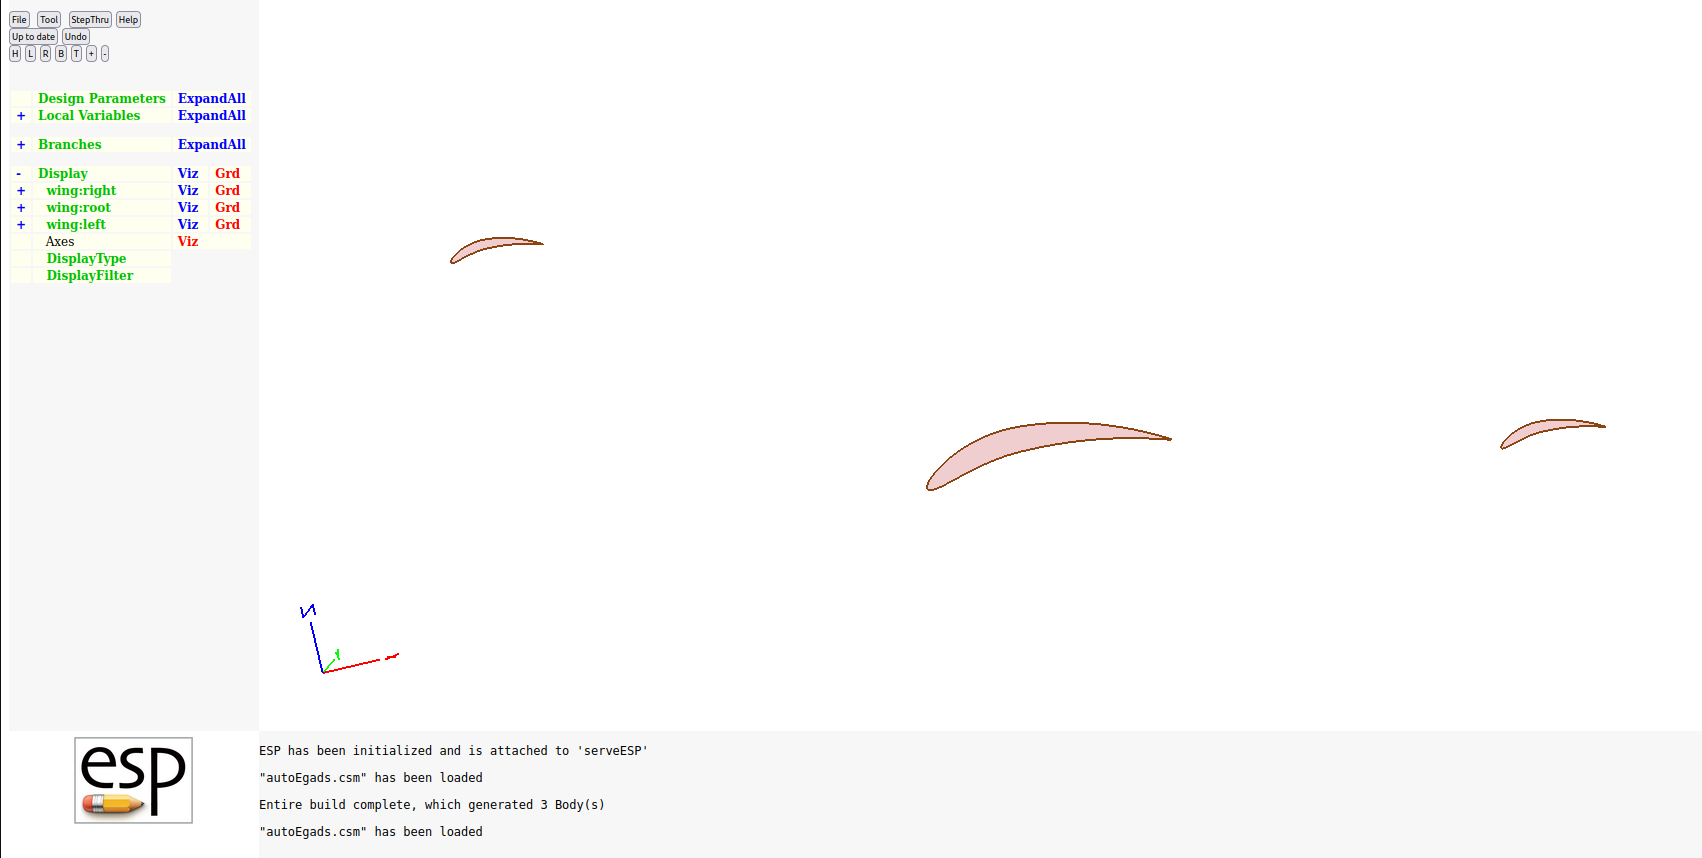 File Tool StepThru Help
Up to date Undo
H L R B T + -
Design Parameters ExpandAll
+ Local Variables ExpandAll
+ Branches ExpandAll
- Display Viz Grd
+ wing:right Viz Grd
+ wing:root Viz Grd
+ wing:left Viz Grd
Axes Viz
DisplayType
DisplayFilter
esp
ESP has been initialized and is attached to 'serveESP'
"autoEgads.csm" has been loaded
Entire build complete, which generated 3 Body(s)
"autoEgads.csm" has been loaded